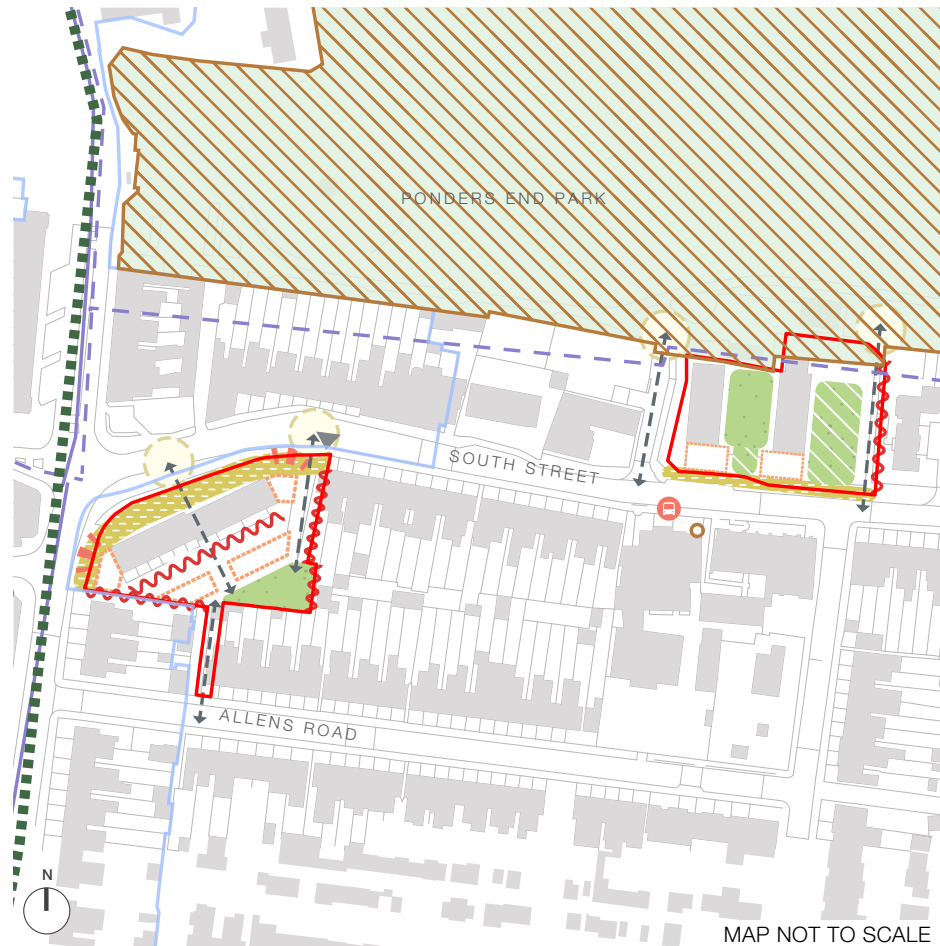 PONDERS END PARK
SOUTH STREET
ALLENS ROAD
N
MAP NOT TO SCALE